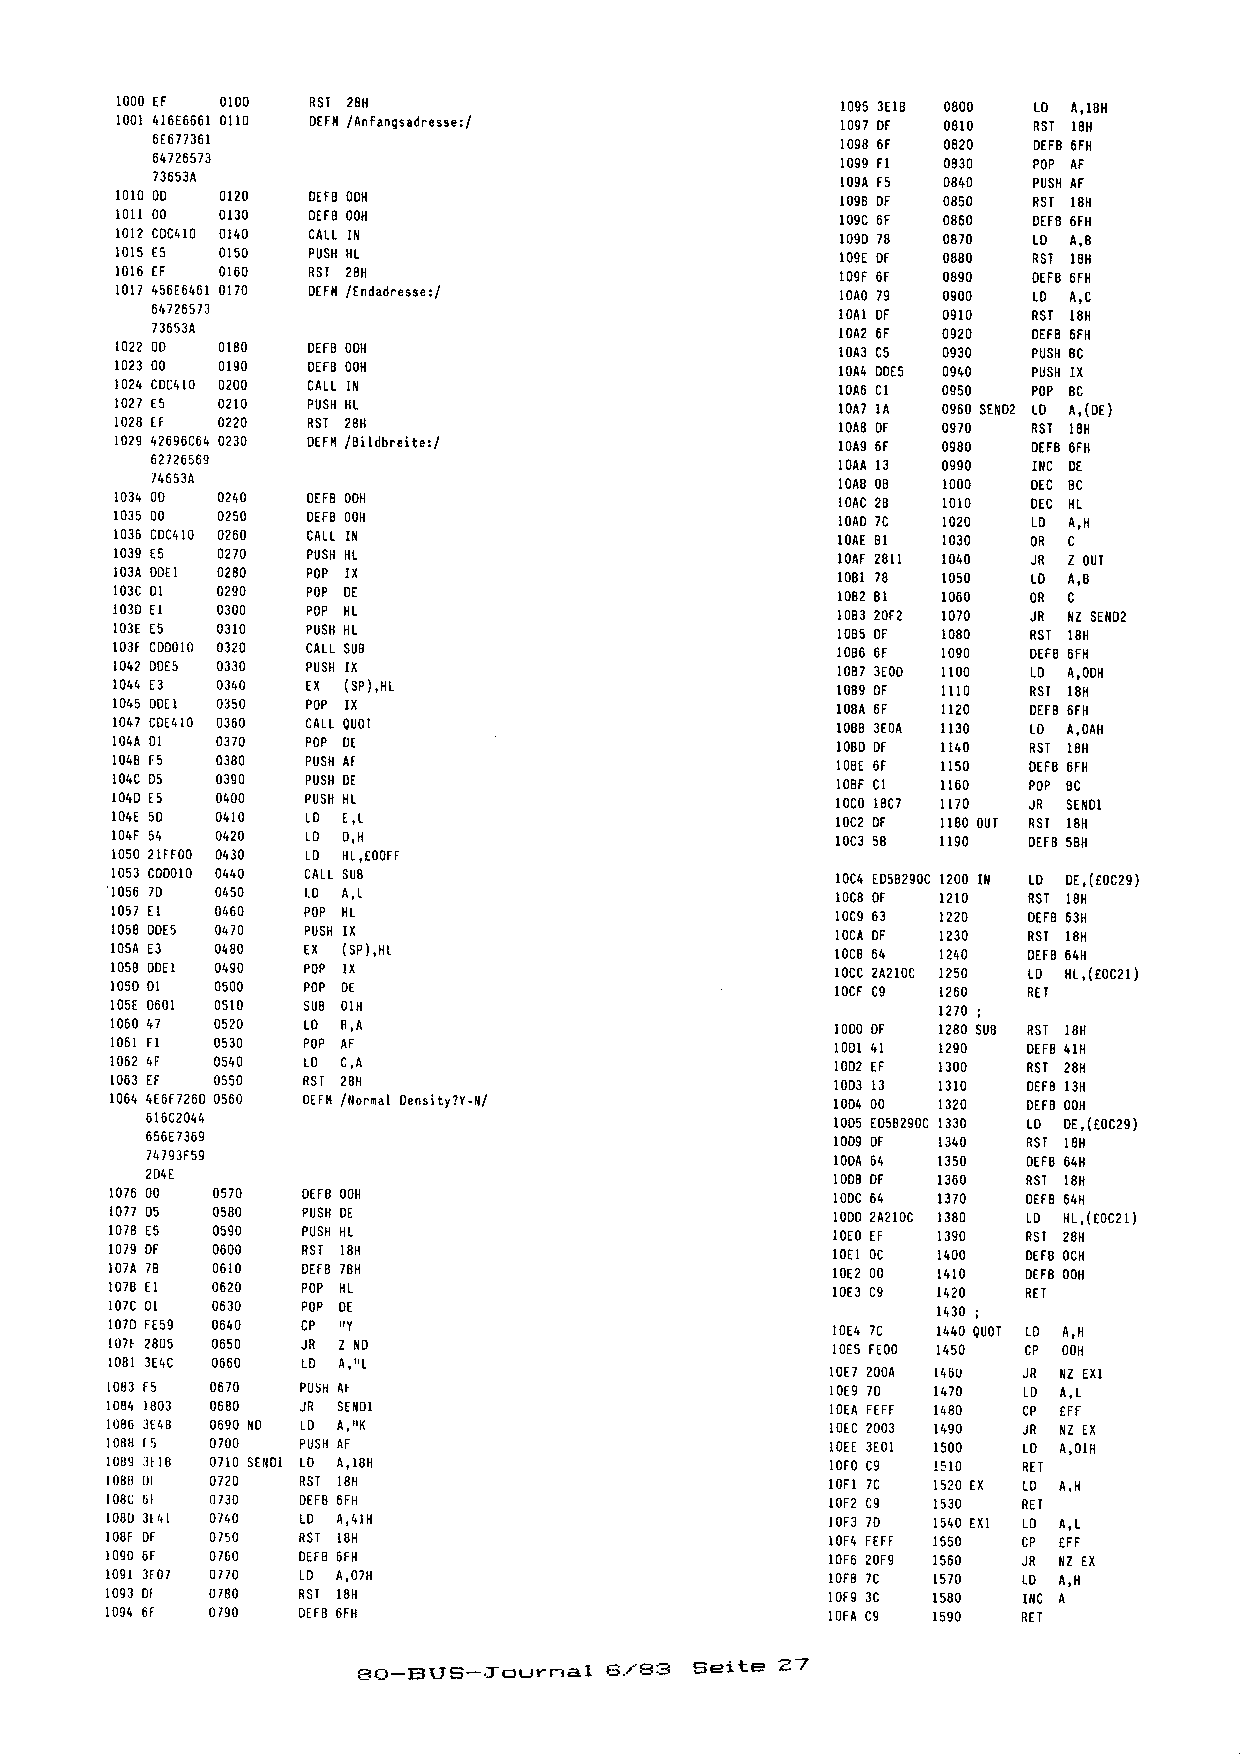 1000 EF 0100 RST 28H
1001 416E6661 0110 DEFM /Anfangsadresse:/
6E677361
64726573
73653A
1010 0D 0120 DEFB 0DH
1011 00 0130 DEFB 00H
1012 CDC410 0140 CALL IN
1015 E5 0150 PUSH HL
1016 EF 0160 RST 28H
1017 456E6461 0170 DEFM /Endadresse:/
64726573
73653A
1022 0D 0180 DEFB 0DH
1023 00 0190 DEFB 00H
1024 CDC410 0200 CALL IN
1027 E5 0210 PUSH HL
1028 EF 0220 RST 28H
1029 42696C64 0230 DEFM /Bildbreite:/
62726569
74653A
1034 0D 0240 DEFB 0DH
1035 00 0250 DEFB 00H
1036 CDC410 0260 CALL IN
1039 E5 0270 PUSH HL
103A DDE1 0280 POP IX
103C D1 0290 POP DE
103D E1 0300 POP HL
103E E5 0310 PUSH HL
103F CDD010 0320 CALL SUB
1042 DDE5 0330 PUSH IX
1044 E3 0340 EX (SP),HL
1045 DDE1 0350 POP IX
1047 CDE410 0360 CALL QUOT
104A D1 0370 POP DE
104B F5 0380 PUSH AF
104C D5 0390 PUSH DE
104D E5 0400 PUSH HL
104E 5D 0410 LD E,L
104F 54 0420 LD D,H
1050 21FF00 0430 LD HL,£00FF
1053 CDD010 0440 CALL SUB
1056 7D 0450 LD A,L
1057 E1 0460 POP HL
1058 DDE5 0470 PUSH IX
105A E3 0480 EX (SP),HL
105B DDE1 0490 POP IX
105D D1 0500 POP DE
105E D601 0510 SUB 01H
1060 47 0520 LD B,A
1061 F1 0530 POP AF
1062 4F 0540 LD C,A
1063 EF 0550 RST 28H
1064 4E6F7260 0560 DEFM /Normal Density?Y-N/
616C2044
656E7369
74793F59
2D4E
1076 00 0570 DEFB 00H
1077 D5 0580 PUSH DE
1078 E5 0590 PUSH HL
1079 DF 0600 RST 18H
107A 7B 0610 DEFB 7BH
107B E1 0620 POP HL
107C D1 0630 POP DE
107D FE59 0640 CP "Y
107F 2805 0650 JR Z ND
1081 3E4C 0660 LD A,"L
1083 F5 0670 PUSH AF
1084 1803 0680 JR SEND1
1086 3E4B 0690 ND LD A,"K
1088 F5 0700 PUSH AF
1089 3E1B 0710 SEND1 LD A,1BH
108B DF 0720 RST 18H
108C 6F 0730 DEFB 6FH
108D 3E41 0740 LD A,41H
108F DF 0750 RST 18H
1090 6F 0760 DEFB 6FH
1091 3E07 0770 LD A,07H
1093 DF 0780 RST 18H
1094 6F 0790 DEFB 6FH
1095 3E1B 0800 LD A,1BH
1097 DF 0810 RST 18H
1098 6F 0820 DEFB 6FH
1099 F1 0830 POP AF
109A F5 0840 PUSH AF
109B DF 0850 RST 18H
109C 6F 0860 DEFB 6FH
109D 78 0870 LD A,B
109E DF 0880 RST 18H
109F 6F 0890 DEFB 6FH
10A0 79 0900 LD A,C
10A1 DF 0910 RST 18H
10A2 6F 0920 DEFB 6FH
10A3 C5 0930 PUSH BC
10A4 DDE5 0940 PUSH IX
10A6 C1 0950 POP BC
10A7 1A 0960 SEND2 LD A,(DE)
10A8 DF 0970 RST 18H
10A9 6F 0980 DEFB 6FH
10AA 13 0990 INC DE
10AB 0B 1000 DEC BC
10AC 2B 1010 DEC HL
10AD 7C 1020 LD A,H
10AE B1 1030 OR C
10AF 2811 1040 JR Z OUT
10B1 78 1050 LD A,B
10B2 B1 1060 OR C
10B3 20F2 1070 JR NZ SEND2
10B5 DF 1080 RST 18H
10B6 6F 1090 DEFB 6FH
10B7 3E0D 1100 LD A,0DH
10B9 DF 1110 RST 18H
10BA 6F 1120 DEFB 6FH
10BB 3E0A 1130 LD A,0AH
10BD DF 1140 RST 18H
10BE 6F 1150 DEFB 6FH
10BF C1 1160 POP BC
10C0 18C7 1170 JR SEND1
10C2 DF 1180 OUT RST 18H
10C3 5B 1190 DEFB 5BH
10C4 ED5B290C 1200 IN LD DE,(£0C29)
10C8 DF 1210 RST 18H
10C9 63 1220 DEFB 63H
10CA DF 1230 RST 18H
10CB 64 1240 DEFB 64H
10CC 2A210C 1250 LD HL,(£0C21)
10CF C9 1260 RET
1270 ;
10D0 DF 1280 SUB RST 18H
10D1 41 1290 DEFB 41H
10D2 EF 1300 RST 28H
10D3 13 1310 DEFB 13H
10D4 00 1320 DEFB 00H
10D5 ED5B290C 1330 LD DE,(£0C29)
10D9 DF 1340 RST 18H
10DA 64 1350 DEFB 64H
10DB DF 1360 RST 18H
10DC 64 1370 DEFB 64H
10DD 2A210C 1380 LD HL,(£0C21)
10E0 EF 1390 RST 28H
10E1 0C 1400 DEFB 0CH
10E2 00 1410 DEFB 00H
10E3 C9 1420 RET
1430 ;
10E4 7C 1440 QUOT LD A,H
10E5 FE00 1450 CP 00H
10E7 200A 1460 JR NZ EX1
10E9 7D 1470 LD A,L
10EA FEFF 1480 CP £FF
10EC 2003 1490 JR NZ EX
10EE 3E01 1500 LD A,01H
10F0 C9 1510 RET
10F1 7C 1520 EX LD A,H
10F2 C9 1530 RET
10F3 7D 1540 EX1 LD A,L
10F4 FEFF 1550 CP £FF
10F6 20F9 1560 JR NZ EX
10F8 7C 1570 LD A,H
10F9 3C 1580 INC A
10FA C9 1590 RET
80-BUS-Journal 6/83 Seite 27